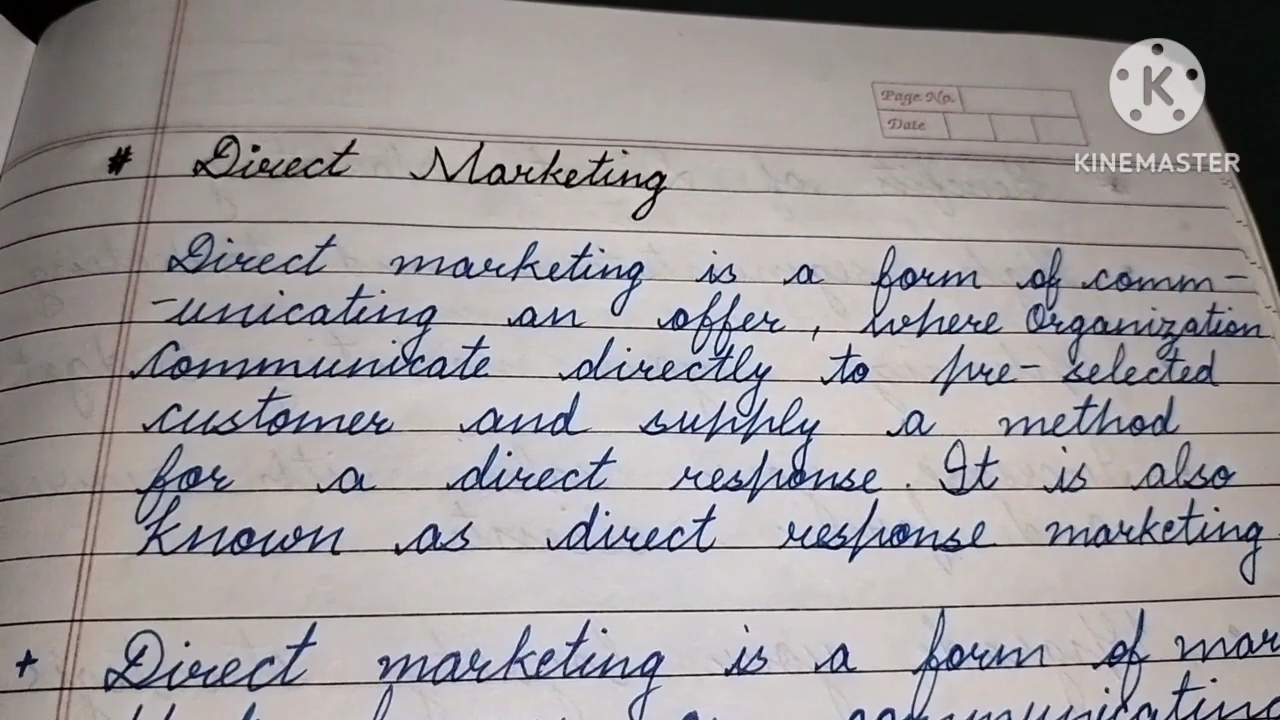 Page No.
Date
K
KINEMASTER
# Direct Marketing
Direct marketing is a form of comm-
-unicating an offer, where Organization
Communicate directly to pre-selected
customer and supply a method
for a direct response. It is also
known as direct response marketing
+ Direct marketing is a form of mar
communicating